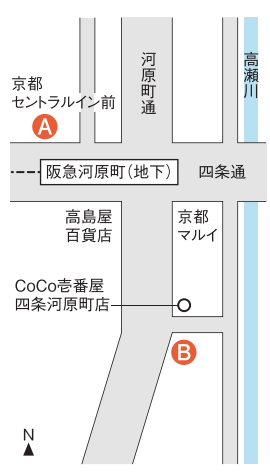 河原町通
高瀬川
京都
セントラルイン前
A
阪急河原町(地下)
四条通
高島屋
百貨店
京都
マルイ
CoCo壱番屋
四条河原町店
B
N